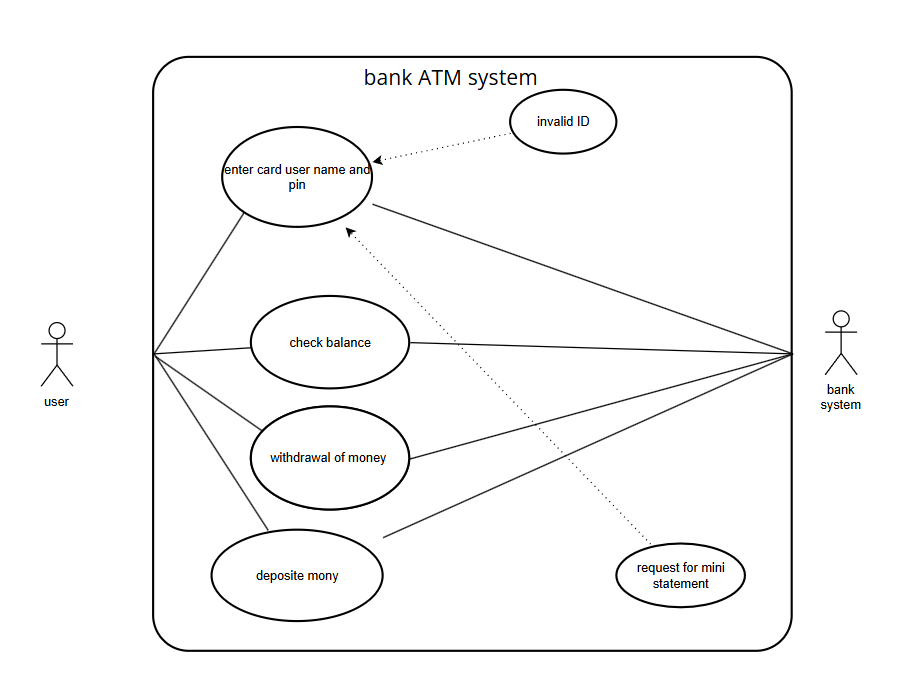 bank ATM system
invalid ID
enter card user name and
pin
check balance
user
bank
system
withdrawal of money
deposite mony
request for mini
statement